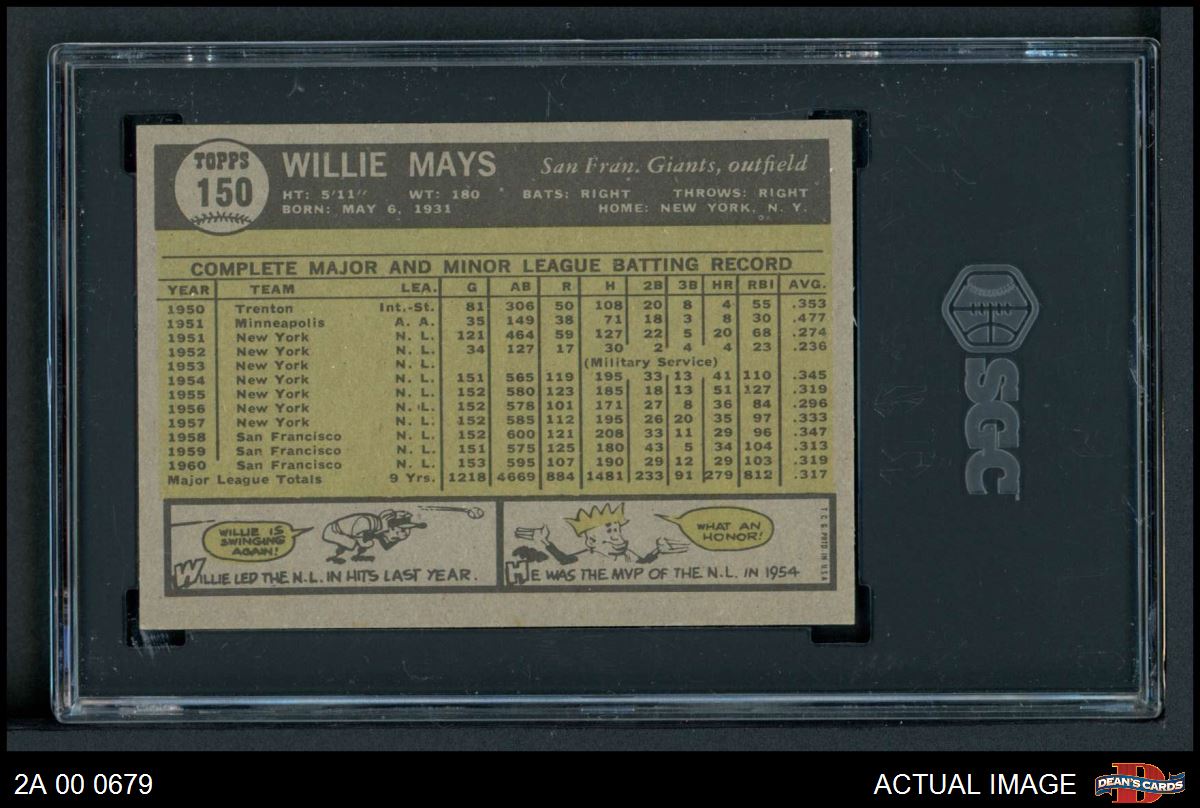 TOPPS
150
WILLIE MAYS San Fran. Giants, outfield
HT: 5'11" WT: 180 BATS: RIGHT THROWS: RIGHT
BORN: MAY 6, 1931 HOME: NEW YORK, N. Y.
COMPLETE MAJOR AND MINOR LEAGUE BATTING RECORD
YEAR TEAM LEA. G AB R H 2B 3B HR RBI AVG.
1950 Trenton Int.-St. 81 306 50 108 20 8 4 55 .353
1951 Minneapolis A. A. 35 149 38 71 18 3 8 30 .477
1951 New York N. L. 121 464 59 127 22 5 20 68 .274
1952 New York N. L. 34 127 17 30 2 4 4 23 .236
1953 New York N. L. (Military Service)
1954 New York N. L. 151 565 119 195 33 13 41 110 .345
1955 New York N. L. 152 580 123 185 18 13 51 127 .319
1956 New York N. L. 152 578 101 171 27 8 36 84 .296
1957 New York N. L. 152 585 112 195 26 20 35 97 .333
1958 San Francisco N. L. 152 600 121 208 33 11 29 96 .347
1959 San Francisco N. L. 151 575 125 180 43 5 34 104 .313
1960 San Francisco N. L. 153 595 107 190 29 12 29 103 .319
Major League Totals 9 Yrs. 1218 4669 884 1481 233 91 279 812 .317
WILLIE IS
SWINGING
AGAIN!
WILLIE LED THE N.L. IN HITS LAST YEAR.
WHAT AN
HONOR!
HE WAS THE MVP OF THE N.L. IN 1954
T. C. G. PRTD. IN U.S.A.
SGC
2A 00 0679
ACTUAL IMAGE
D
DEAN'S CARDS